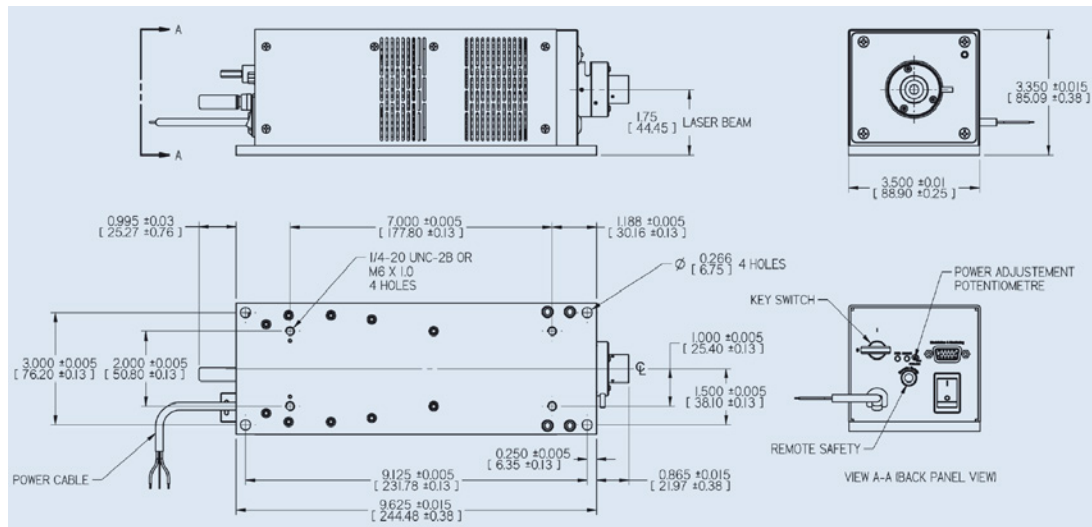 A
A
1.75
[ 44.45 ]
LASER BEAM
3.350 ±0.015
[ 85.09 ±0.38 ]
3.500 ±0.01
[ 88.90 ±0.25 ]
0.995 ±0.03
[ 25.27 ±0.76 ]
7.000 ±0.005
[ 177.80 ±0.13 ]
1.188 ±0.005
[ 30.16 ±0.13 ]
1/4-20 UNC-2B OR
M6 X 1.0
4 HOLES
Ø 0.266
[ 6.75 ] 4 HOLES
POWER ADJUSTEMENT
POTENTIOMETRE
KEY SWITCH
3.000 ±0.005
[ 76.20 ±0.13 ]
2.000 ±0.005
[ 50.80 ±0.13 ]
1.000 ±0.005
[ 25.40 ±0.13 ]
℄
1.500 ±0.005
[ 38.10 ±0.13 ]
POWER CABLE
0.250 ±0.005
[ 6.35 ±0.13 ]
9.125 ±0.005
[ 231.78 ±0.13 ]
0.865 ±0.015
[ 21.97 ±0.38 ]
9.625 ±0.015
[ 244.48 ±0.38 ]
REMOTE SAFETY
VIEW A-A (BACK PANEL VIEW)